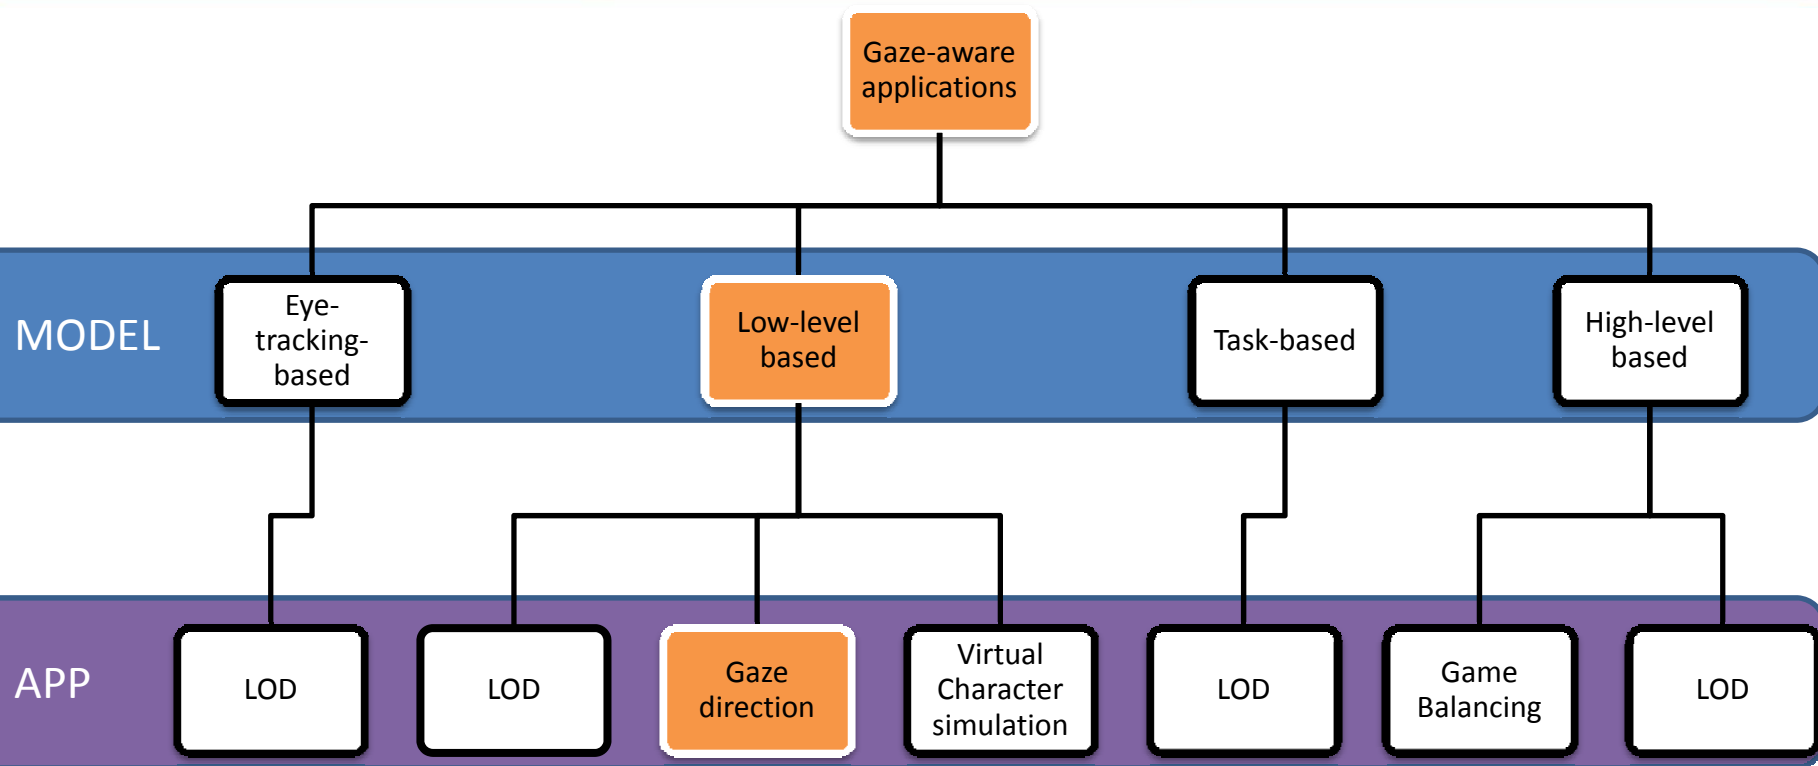 Gaze-aware
applications
MODEL
Eye-
tracking-
based
Low-level
based
Task-based
High-level
based
APP
LOD
LOD
Gaze
direction
Virtual
Character
simulation
LOD
Game
Balancing
LOD